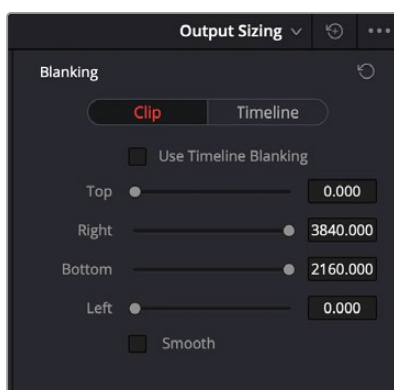 Output Sizing
Blanking
Clip Timeline
Use Timeline Blanking
Top 0.000
Right 3840.000
Bottom 2160.000
Left 0.000
Smooth